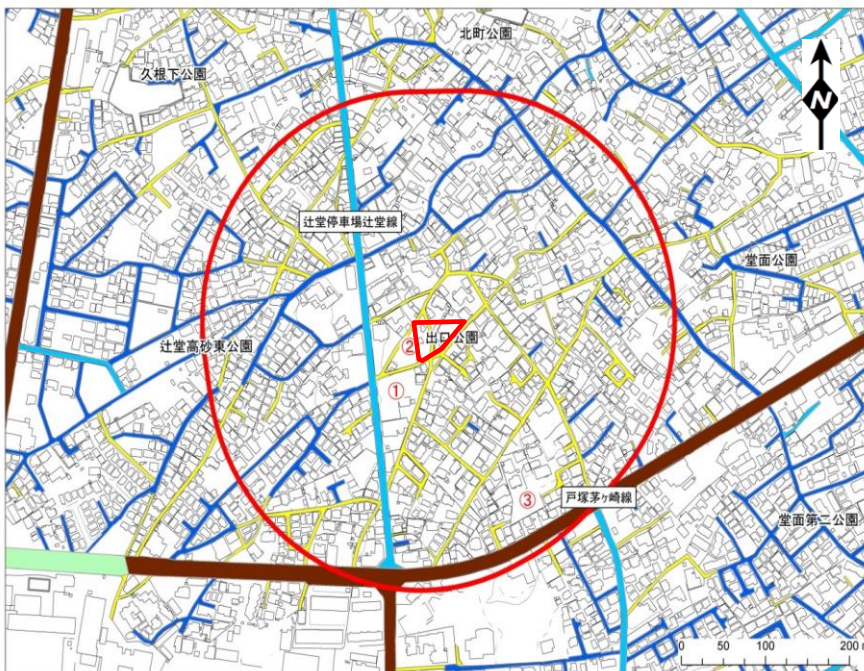 北町公園
久根下公園
N
辻堂停車場辻堂線
堂面公園
出口公園
②
辻堂高砂東公園
①
③
戸塚茅ヶ崎線
堂面第二公園
0 50 100 200